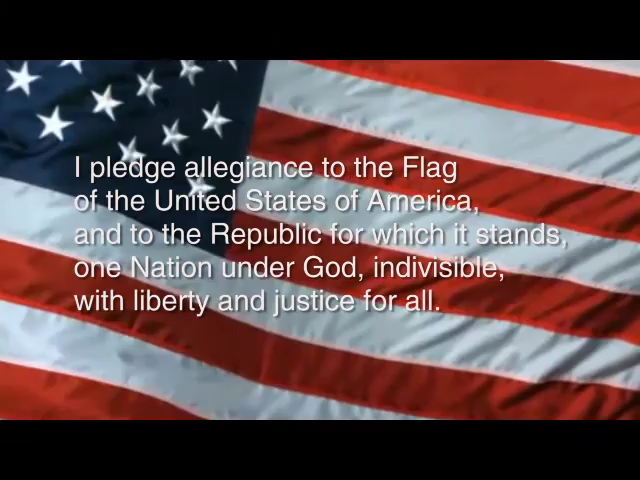 I pledge allegiance to the Flag
of the United States of America,
and to the Republic for which it stands,
one Nation under God, indivisible,
with liberty and justice for all.